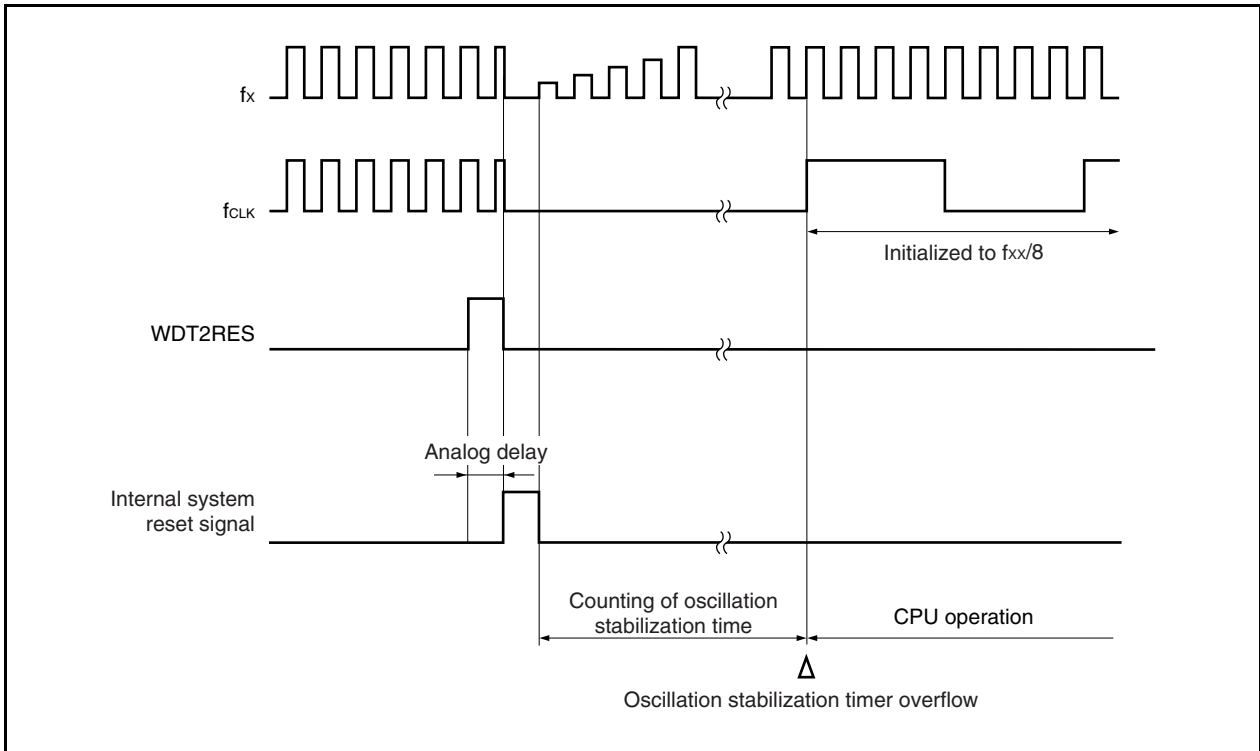 fx
fCLK
Initialized to fxx/8
WDT2RES
Analog delay
Internal system
reset signal
Counting of oscillation
stabilization time
CPU operation
Oscillation stabilization timer overflow